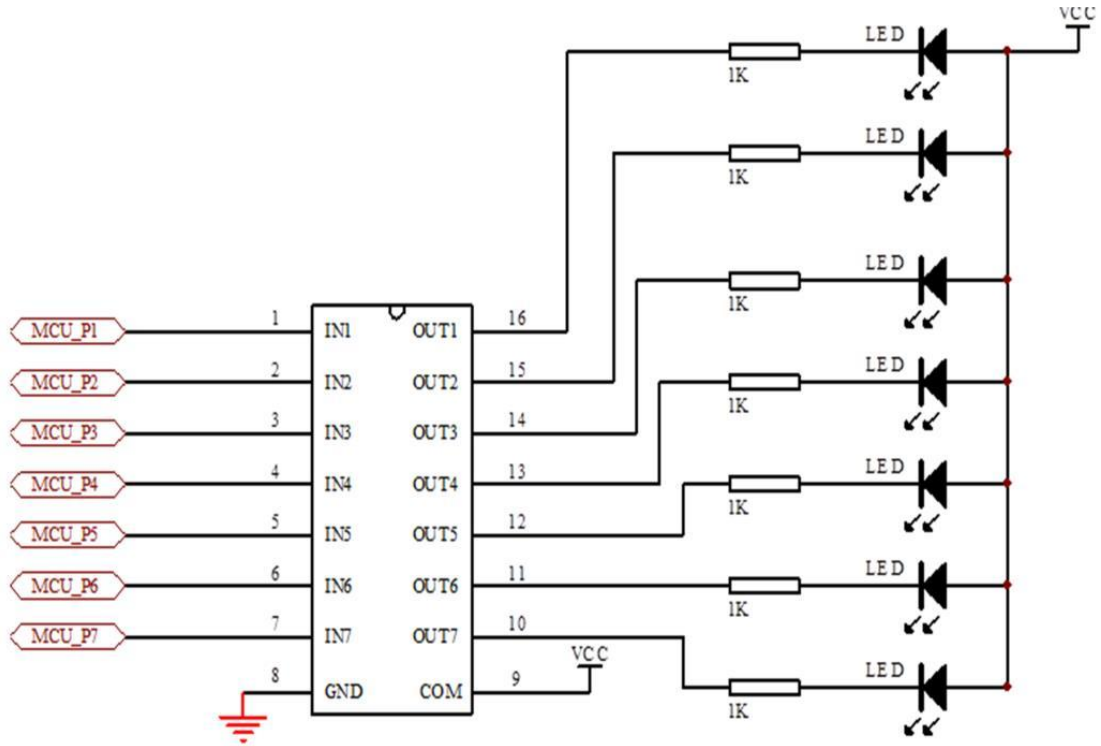 VCC
LED
1K
LED
1K
LED
1K
MCU_P1 1 IN1 OUT1 16
LED
MCU_P2 2 IN2 OUT2 15
1K
MCU_P3 3 IN3 OUT3 14
LED
MCU_P4 4 IN4 OUT4 13
1K
MCU_P5 5 IN5 OUT5 12
LED
MCU_P6 6 IN6 OUT6 11
1K
MCU_P7 7 IN7 OUT7 10
VCC
LED
8 GND COM 9
1K